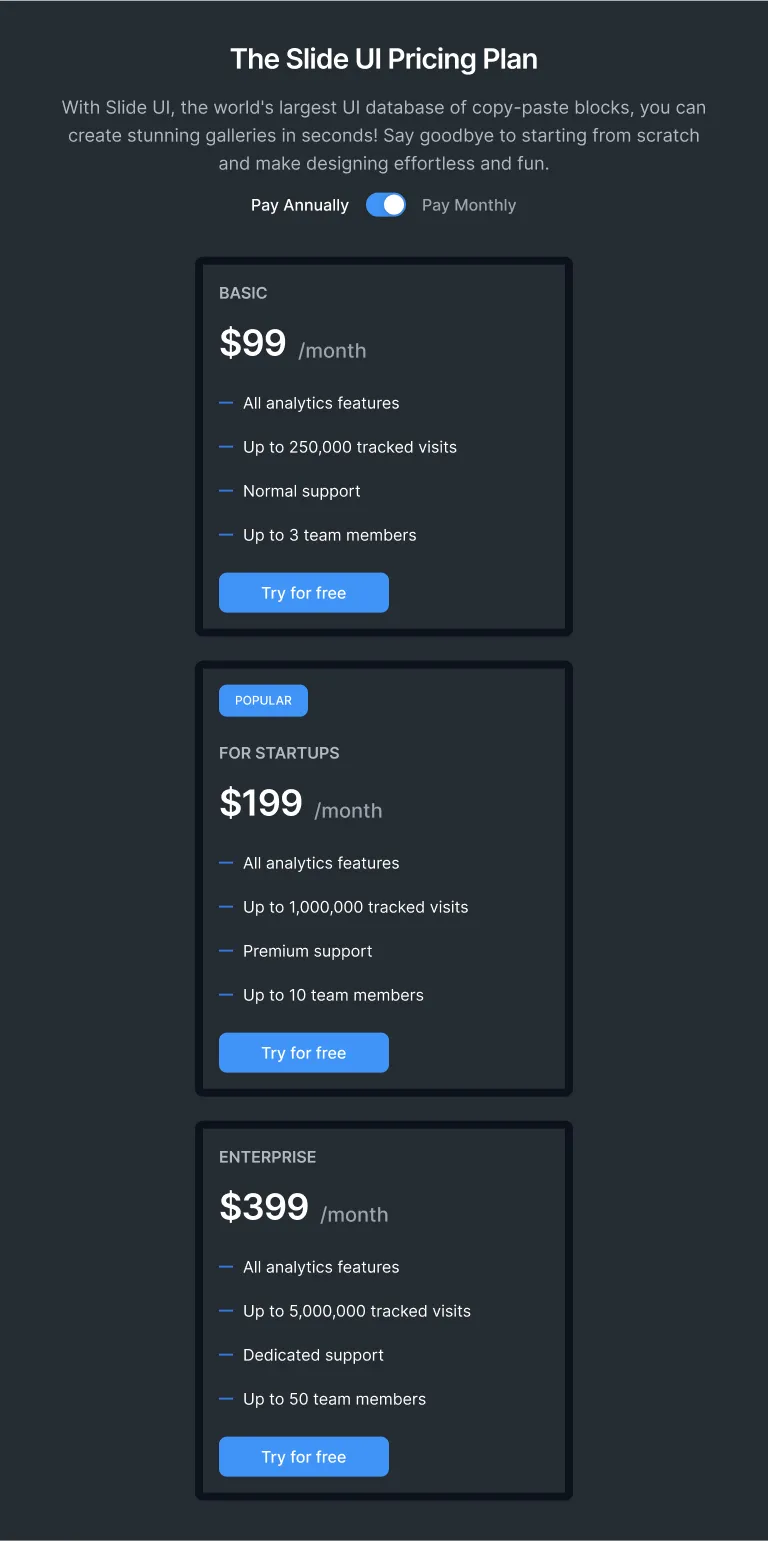 The Slide UI Pricing Plan
With Slide UI, the world's largest UI database of copy-paste blocks, you can
create stunning galleries in seconds! Say goodbye to starting from scratch
and make designing effortless and fun.
Pay Annually Pay Monthly
BASIC
$99 /month
All analytics features
Up to 250,000 tracked visits
Normal support
Up to 3 team members
Try for free
POPULAR
FOR STARTUPS
$199 /month
All analytics features
Up to 1,000,000 tracked visits
Premium support
Up to 10 team members
Try for free
ENTERPRISE
$399 /month
All analytics features
Up to 5,000,000 tracked visits
Dedicated support
Up to 50 team members
Try for free